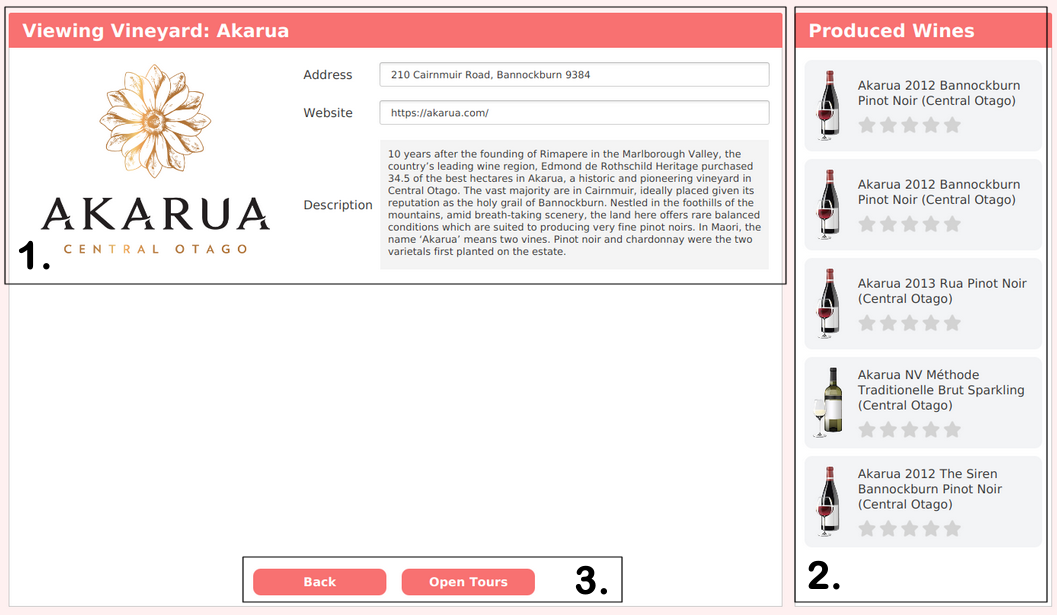 Viewing Vineyard: Akarua
AKARUA
CENTRAL OTAGO
1.
Address
210 Cairnmuir Road, Bannockburn 9384
Website
https://akarua.com/
Description
10 years after the founding of Rimapere in the Marlborough Valley, the
country's leading wine region, Edmond de Rothschild Heritage purchased
34.5 of the best hectares in Akarua, a historic and pioneering vineyard in
Central Otago. The vast majority are in Cairnmuir, ideally placed given its
reputation as the holy grail of Bannockburn. Nestled in the foothills of the
mountains, amid breath-taking scenery, the land here offers rare balanced
conditions which are suited to producing very fine pinot noirs. In Maori, the
name ‘Akarua’ means two vines. Pinot noir and chardonnay were the two
varietals first planted on the estate.
Back
Open Tours
3.
Produced Wines
Akarua 2012 Bannockburn
Pinot Noir (Central Otago)
Akarua 2012 Bannockburn
Pinot Noir (Central Otago)
Akarua 2013 Rua Pinot Noir
(Central Otago)
Akarua NV Méthode
Traditionelle Brut Sparkling
(Central Otago)
Akarua 2012 The Siren
Bannockburn Pinot Noir
(Central Otago)
2.